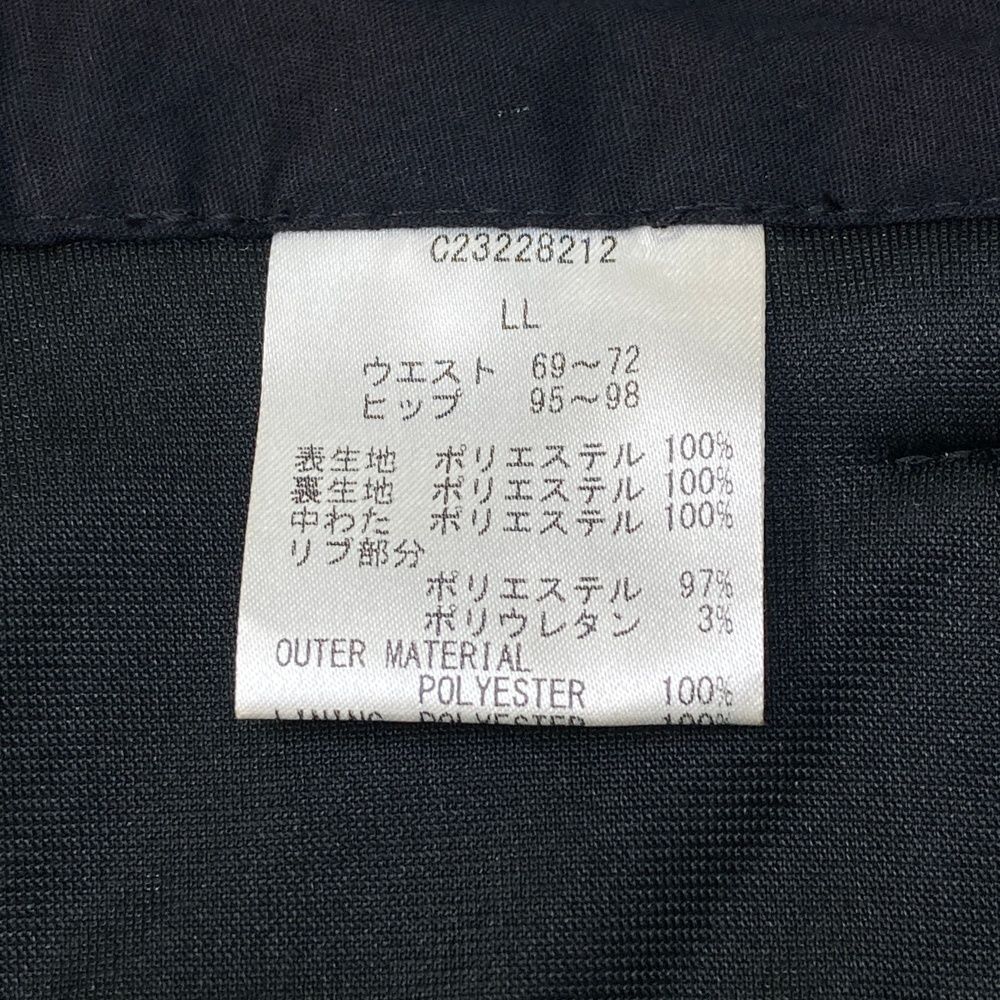 C23228212
LL
ウエスト 69～72
ヒップ 95～98
表生地 ポリエステル 100%
裏生地 ポリエステル 100%
中わた ポリエステル 100%
リブ部分
ポリエステル 97%
ポリウレタン 3%
OUTER MATERIAL
POLYESTER 100%
LINING POLYESTER 100%